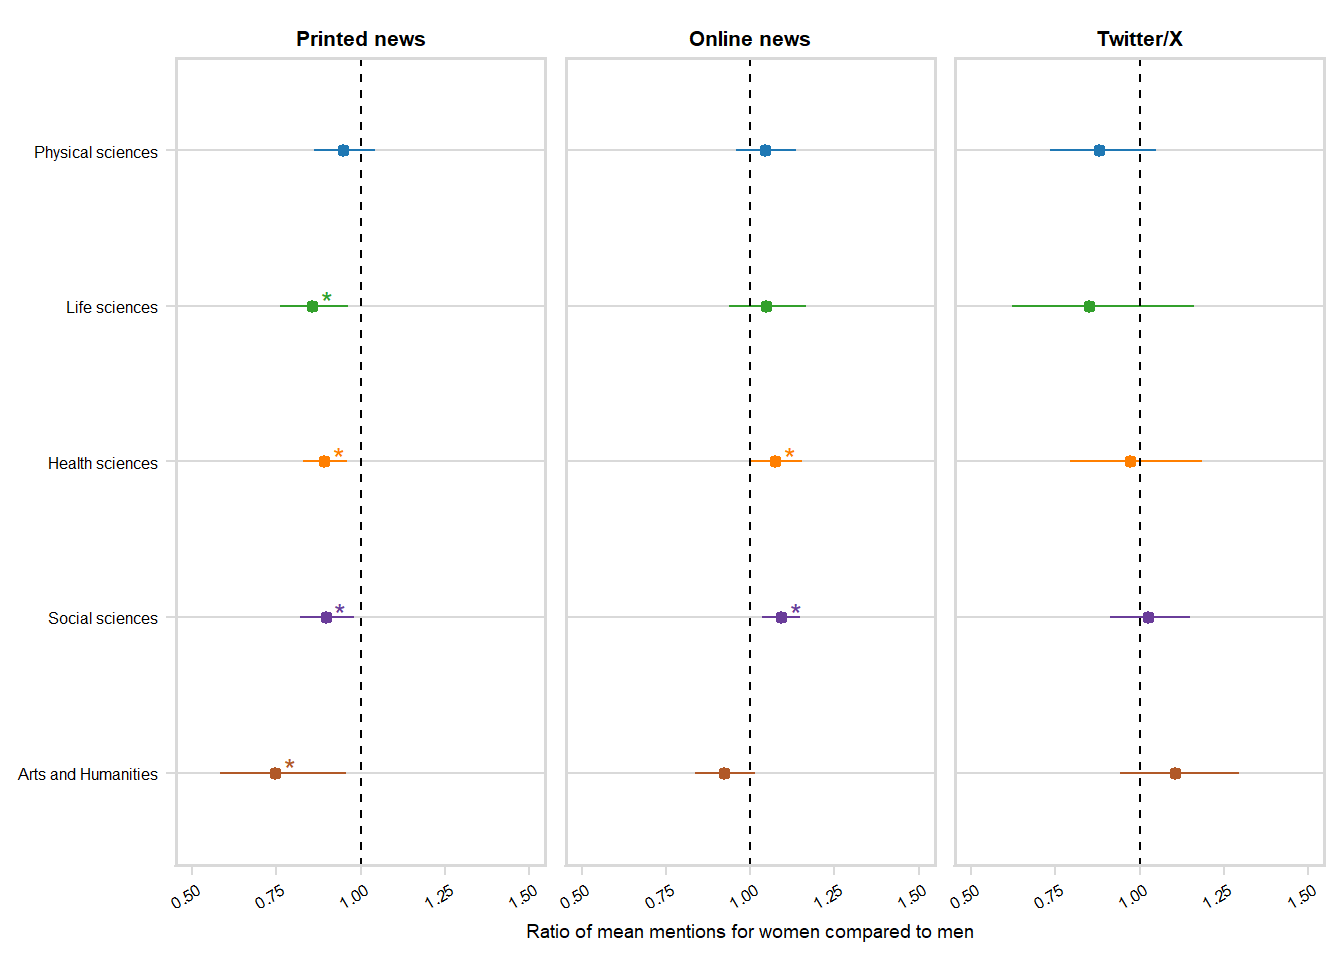 Printed news
Online news
Twitter/X
Physical sciences
Life sciences
*
Health sciences
*
*
Social sciences
*
*
Arts and Humanities
*
0.50 0.75 1.00 1.25 1.50
0.50 0.75 1.00 1.25 1.50
0.50 0.75 1.00 1.25 1.50
Ratio of mean mentions for women compared to men